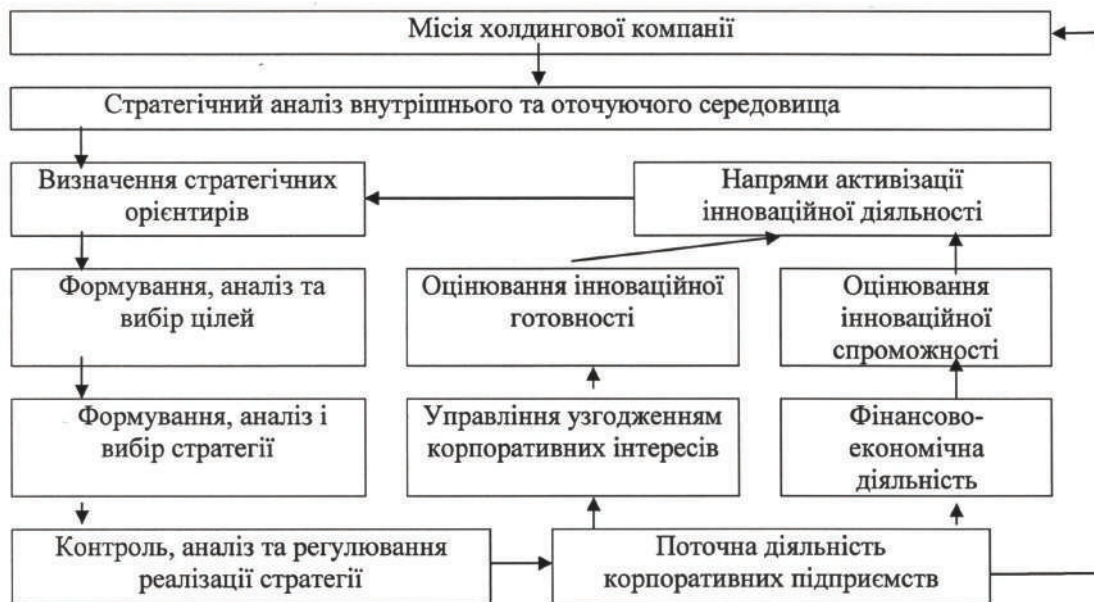 Місія холдингової компанії
Стратегічний аналіз внутрішнього та оточуючого середовища
Визначення стратегічних
орієнтирів
Напрями активізації
інноваційної діяльності
Формування, аналіз та
вибір цілей
Оцінювання інноваційної
готовності
Оцінювання
інноваційної
спроможності
Формування, аналіз і
вибір стратегії
Управління узгодженням
корпоративних інтересів
Фінансово-
економічна
діяльність
Контроль, аналіз та регулювання
реалізації стратегії
Поточна діяльність
корпоративних підприємств